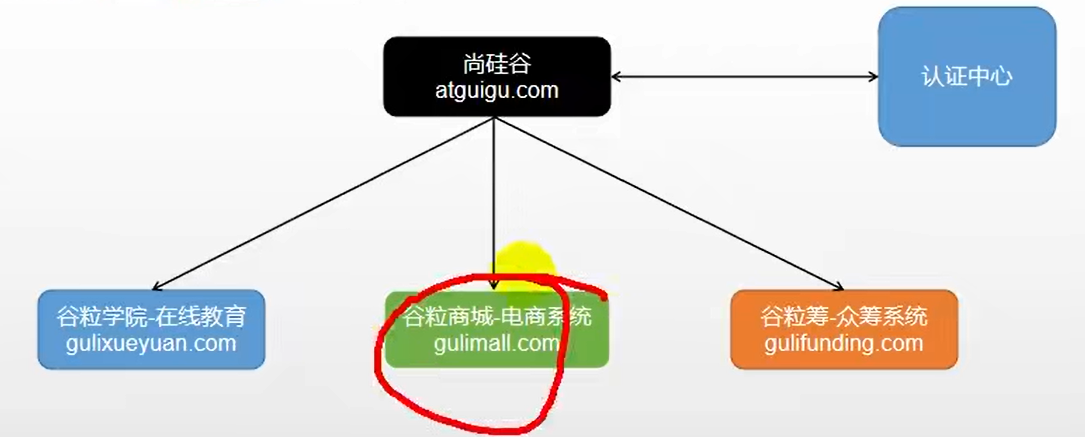 尚硅谷
atguigu.com
认证中心
谷粒学院-在线教育
gulixueyuan.com
谷粒商城-电商系统
gulimall.com
谷粒筹-众筹系统
gulifunding.com